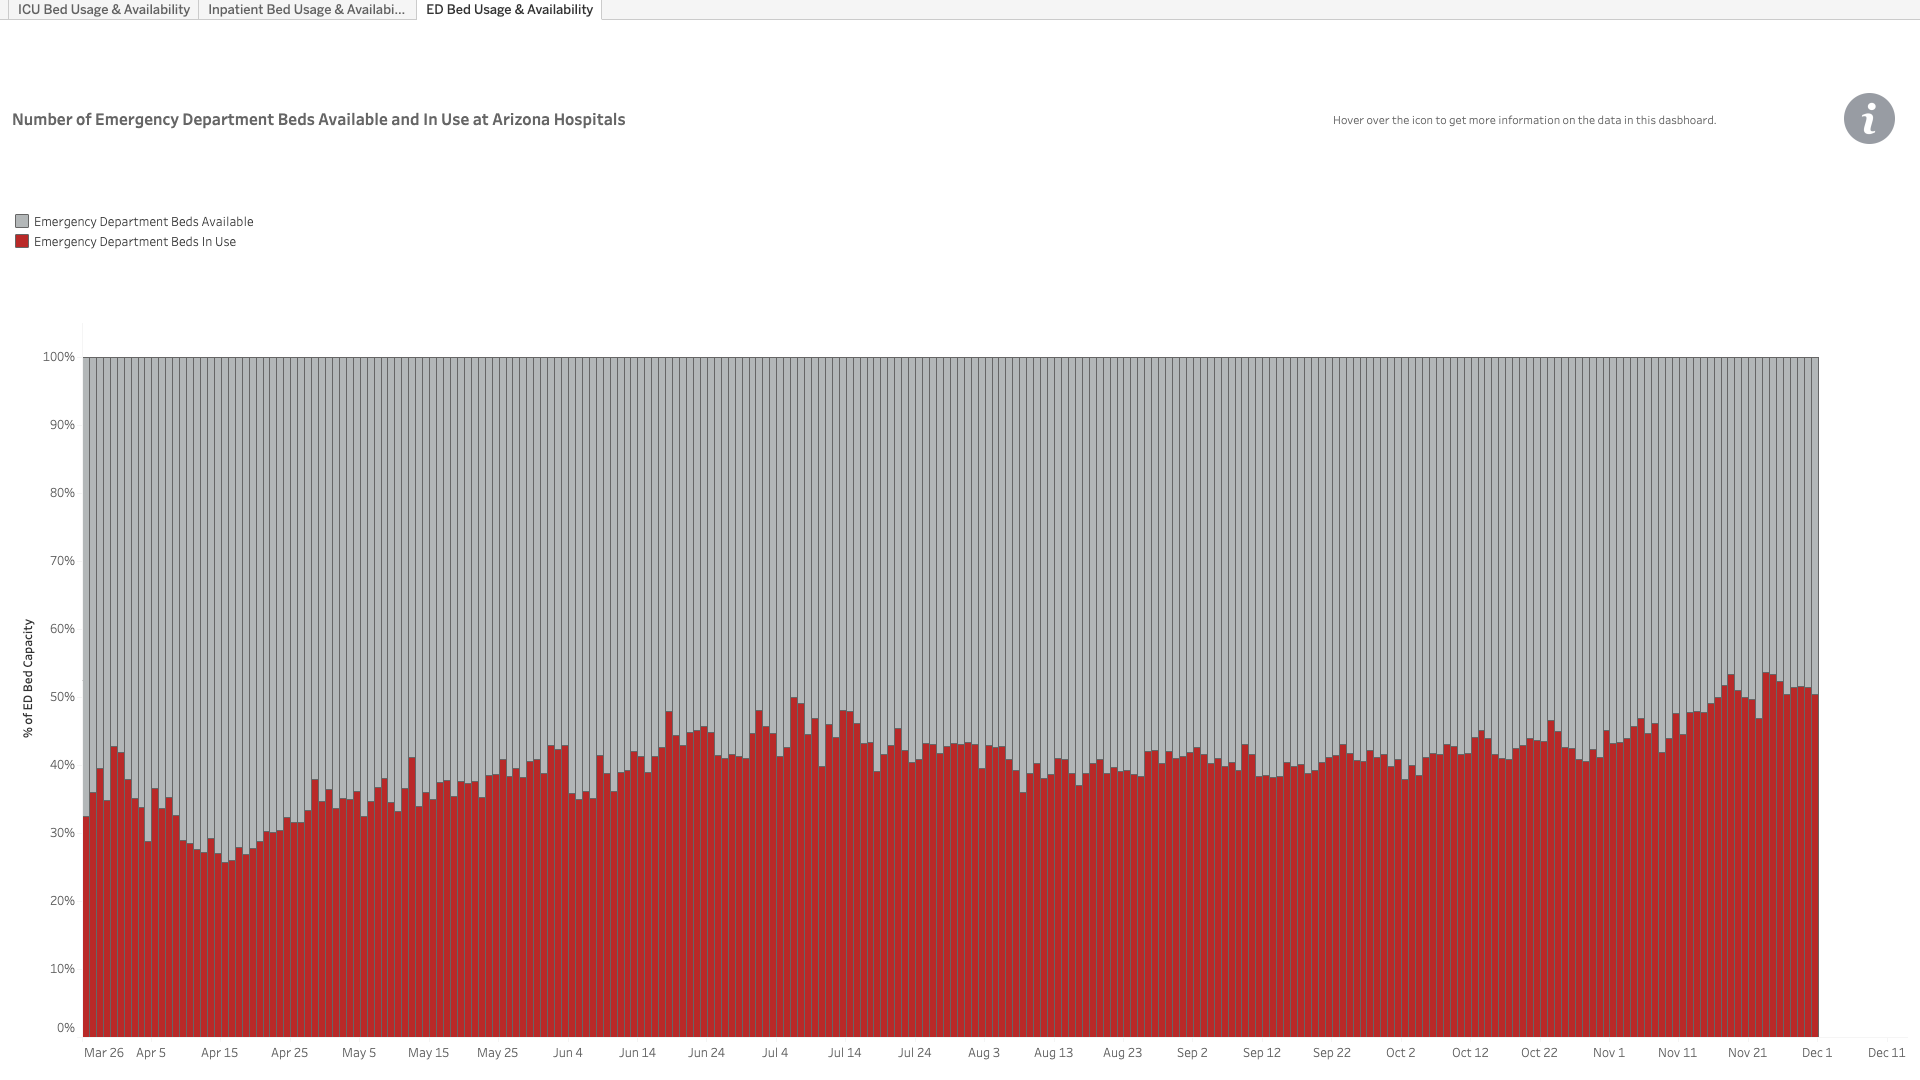 ICU Bed Usage & Availability
Inpatient Bed Usage & Availabi...
ED Bed Usage & Availability
Number of Emergency Department Beds Available and In Use at Arizona Hospitals
Hover over the icon to get more information on the data in this dasbhoard.
i
Emergency Department Beds Available
Emergency Department Beds In Use
% of ED Bed Capacity
100%
90%
80%
70%
60%
50%
40%
30%
20%
10%
0%
Mar 26 Apr 5 Apr 15 Apr 25 May 5 May 15 May 25 Jun 4 Jun 14 Jun 24 Jul 4 Jul 14 Jul 24 Aug 3 Aug 13 Aug 23 Sep 2 Sep 12 Sep 22 Oct 2 Oct 12 Oct 22 Nov 1 Nov 11 Nov 21 Dec 1 Dec 11